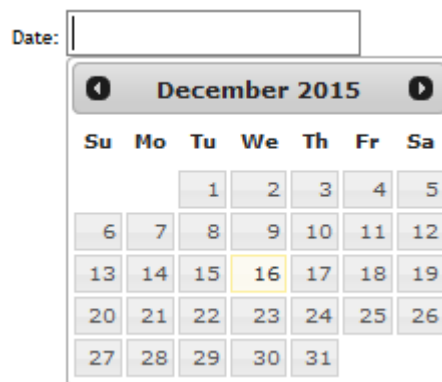 Date:
December 2015
Su Mo Tu We Th Fr Sa
1 2 3 4 5
6 7 8 9 10 11 12
13 14 15 16 17 18 19
20 21 22 23 24 25 26
27 28 29 30 31